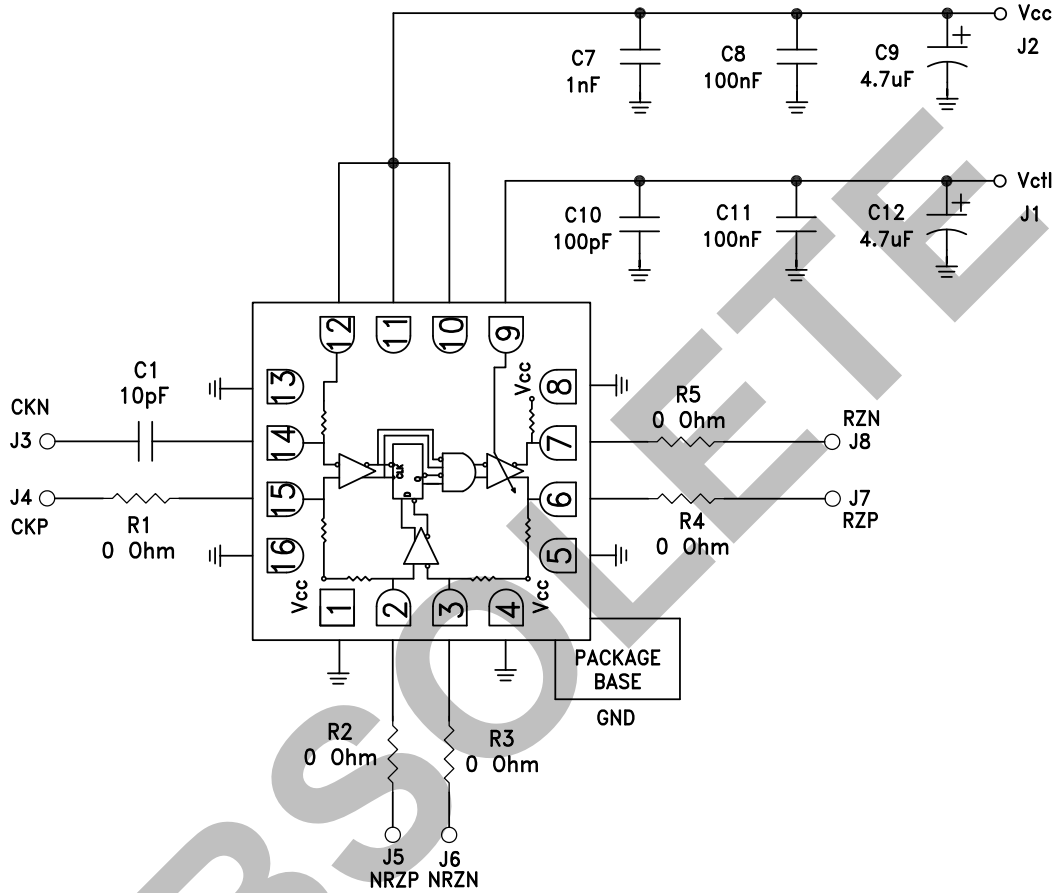 Vcc
J2
C7
1nF
C8
100nF
C9
4.7uF
+
Vctl
J1
C10
100pF
C11
100nF
C12
4.7uF
+
12
11
10
9
C1
10pF
CKN
J3
13
14
Vcc
8
7
R5
0 Ohm
RZN
J8
CLK
Q
D
J4
CKP
R1
0 Ohm
15
16
6
5
R4
0 Ohm
J7
RZP
Vcc
1
2
3
4
Vcc
PACKAGE
BASE
GND
R2
0 Ohm
R3
0 Ohm
J5
NRZP
J6
NRZN
BSOLETE